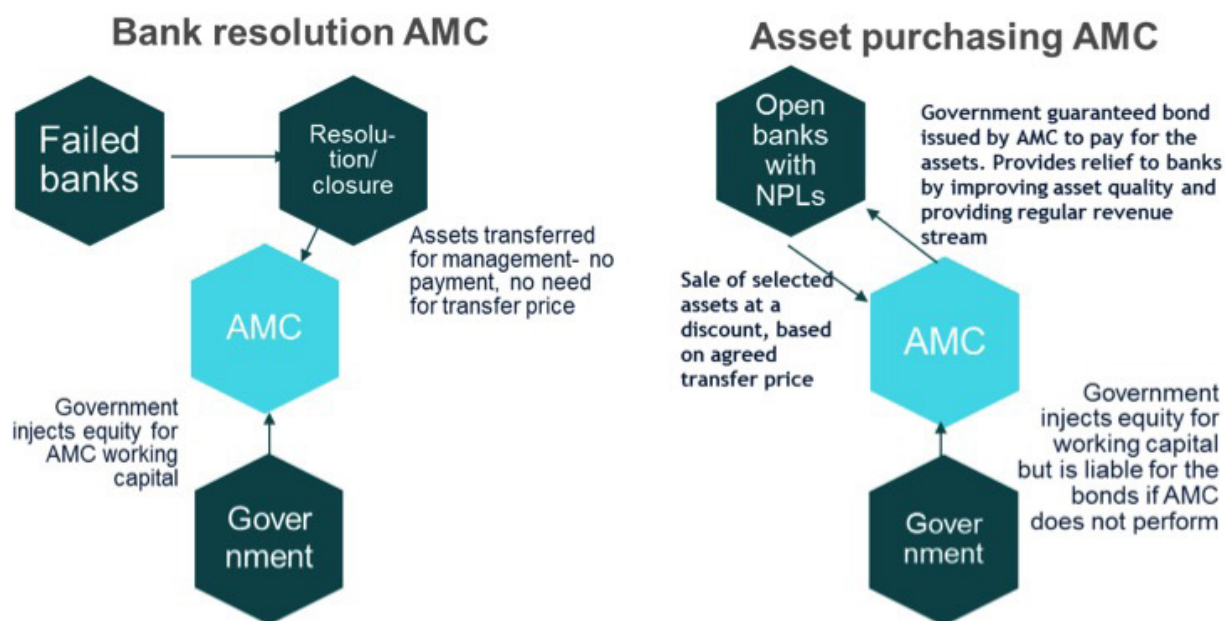 Bank resolution AMC
Failed
banks
Resolu-
tion/
closure
Assets transferred
for management- no
payment, no need
for transfer price
AMC
Government
injects equity for
AMC working
capital
Gover
nment
Asset purchasing AMC
Open
banks
with
NPLs
Government guaranteed bond
issued by AMC to pay for the
assets. Provides relief to banks
by improving asset quality and
providing regular revenue
stream
Sale of selected
assets at a
discount, based
on agreed
transfer price
AMC
Government
injects equity for
working capital
but is liable for the
bonds if AMC
does not perform
Gover
nment